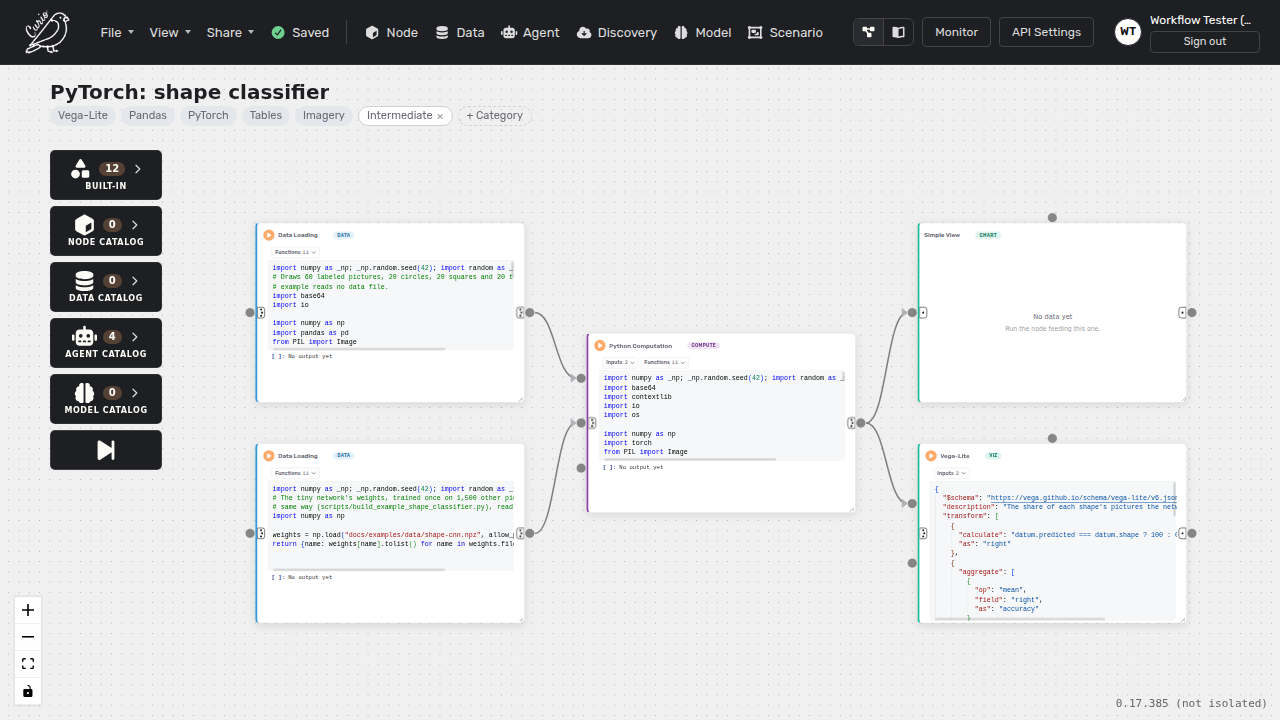 Curio
File
View
Share
Saved
Node
Data
Agent
Discovery
Model
Scenario
Monitor
API Settings
WT
Workflow Tester (...
Sign out
PyTorch: shape classifier
Vega-Lite
Pandas
PyTorch
Tables
Imagery
Intermediate ×
+ Category
12
BUILT-IN
0
NODE CATALOG
0
DATA CATALOG
4
AGENT CATALOG
0
MODEL CATALOG
Data Loading DATA
Functions 11
import numpy as _np; _np.random.seed(42); import random as _
# Draws 60 labeled pictures, 20 circles, 20 squares and 20 t
# example reads no data file.
import base64
import io
import numpy as np
import pandas as pd
from PIL import Image
[ ]: No output yet
Data Loading DATA
Functions 11
import numpy as _np; _np.random.seed(42); import random as _
# The tiny network's weights, trained once on 1,500 other pi
# same way (scripts/build_example_shape_classifier.py), read
import numpy as np
weights = np.load("docs/examples/data/shape-cnn.npz", allow_
return {name: weights[name].tolist() for name in weights.file
[ ]: No output yet
Python Computation COMPUTE
Inputs 2 Functions 11
import numpy as _np; _np.random.seed(42); import random as _
import base64
import contextlib
import io
import os
import numpy as np
import torch
from PIL import Image
[ ]: No output yet
Simple View CHART
No data yet
Run the node feeding this one.
Vega-Lite VIZ
Inputs 2
{
"$schema": "https://vega.github.io/schema/vega-lite/v6.json
"description": "The share of each shape's pictures the netw
"transform": [
{
"calculate": "datum.predicted === datum.shape ? 100 : 0
"as": "right"
},
{
"aggregate": [
{
"op": "mean",
"field": "right",
"as": "accuracy"
}
0.17.385 (not isolated)